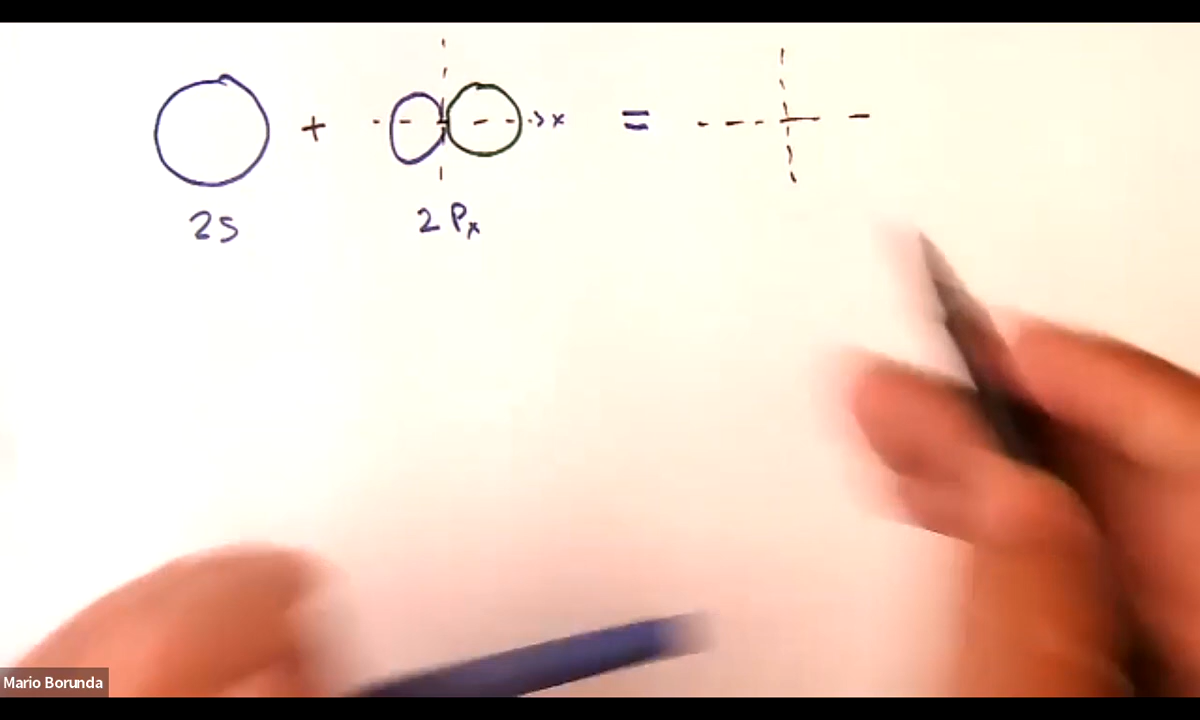 + x =
2s 2Px
Mario Borunda